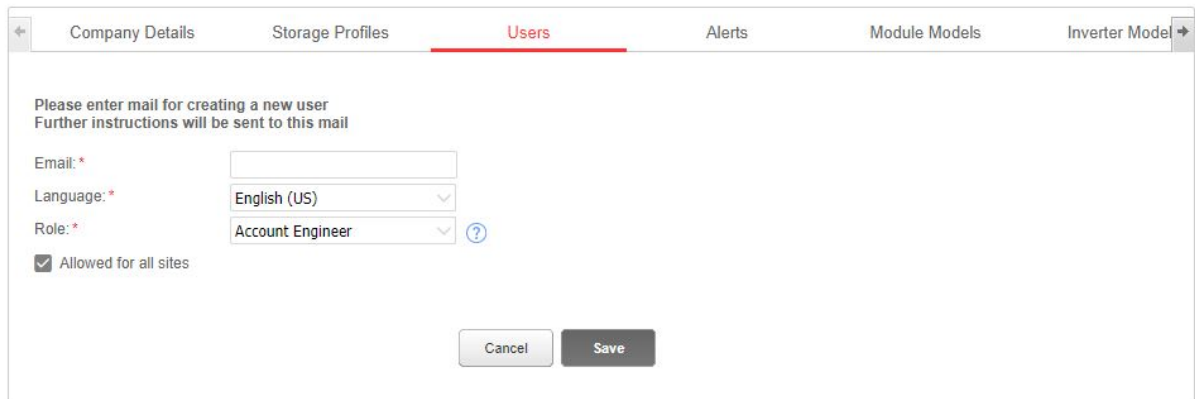 Company Details Storage Profiles Users Alerts Module Models Inverter Model
Please enter mail for creating a new user
Further instructions will be sent to this mail
Email: *
Language: * English (US)
Role: * Account Engineer ?
Allowed for all sites
Cancel Save